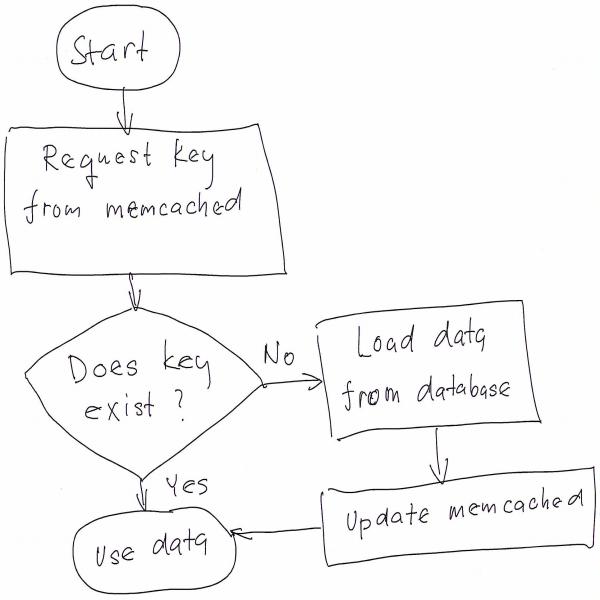 Start
Request key
from memcached
Does key
exist ?
No
Load data
from database
Yes
Update memcached
Use data